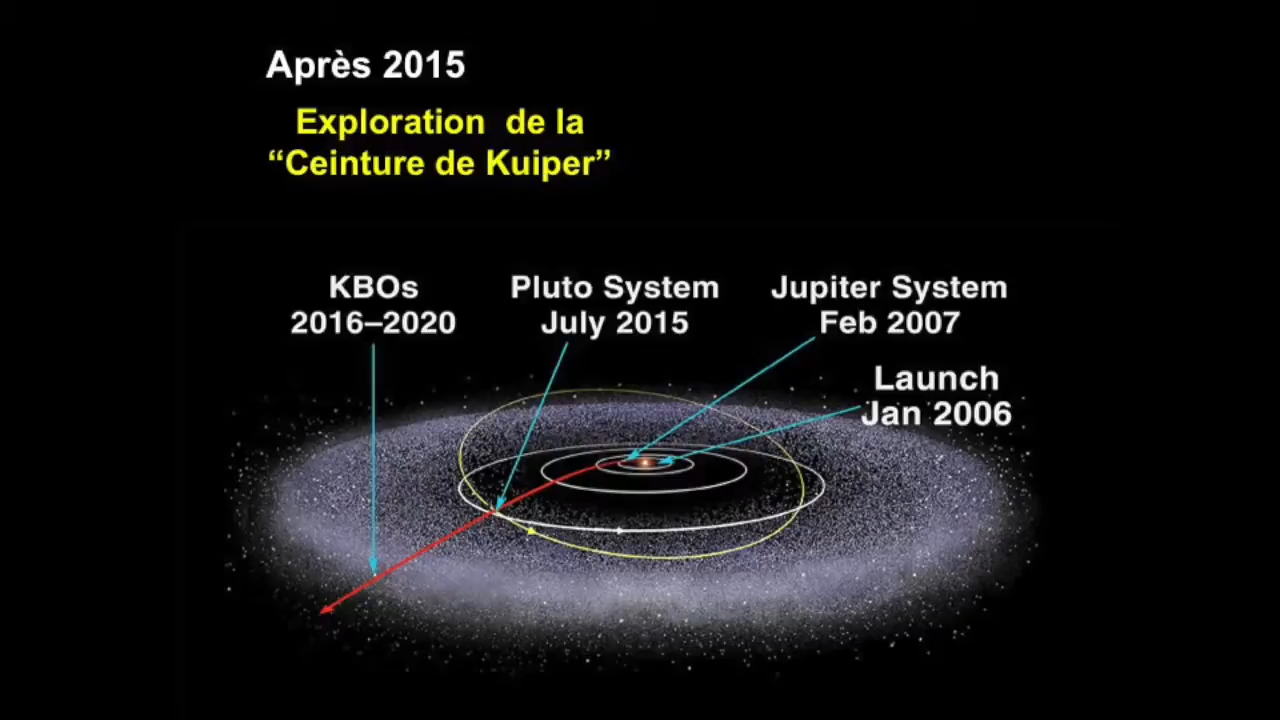 Après 2015
Exploration de la
“Ceinture de Kuiper”
KBOs
2016–2020
Pluto System
July 2015
Jupiter System
Feb 2007
Launch
Jan 2006